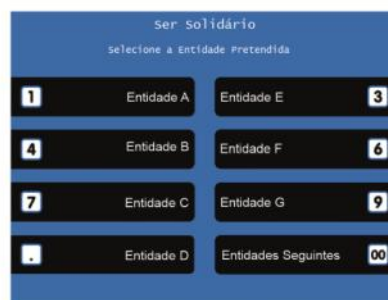 Ser Solidário
Selecione a Entidade Pretendida
1 Entidade A
Entidade E 3
4 Entidade B
Entidade F 6
7 Entidade C
Entidade G 9
. Entidade D
Entidades Seguintes 00